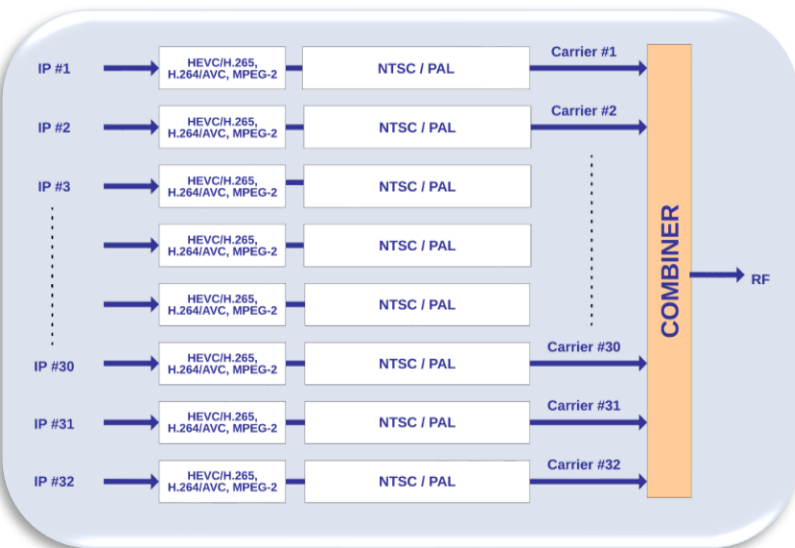 Carrier #1
IP #1
HEVC/H.265,
H.264/AVC, MPEG-2
NTSC / PAL
Carrier #2
IP #2
HEVC/H.265,
H.264/AVC, MPEG-2
NTSC / PAL
IP #3
HEVC/H.265,
H.264/AVC, MPEG-2
NTSC / PAL
HEVC/H.265,
H.264/AVC, MPEG-2
NTSC / PAL
HEVC/H.265,
H.264/AVC, MPEG-2
NTSC / PAL
Carrier #30
IP #30
HEVC/H.265,
H.264/AVC, MPEG-2
NTSC / PAL
Carrier #31
IP #31
HEVC/H.265,
H.264/AVC, MPEG-2
NTSC / PAL
Carrier #32
IP #32
HEVC/H.265,
H.264/AVC, MPEG-2
NTSC / PAL
COMBINER
RF